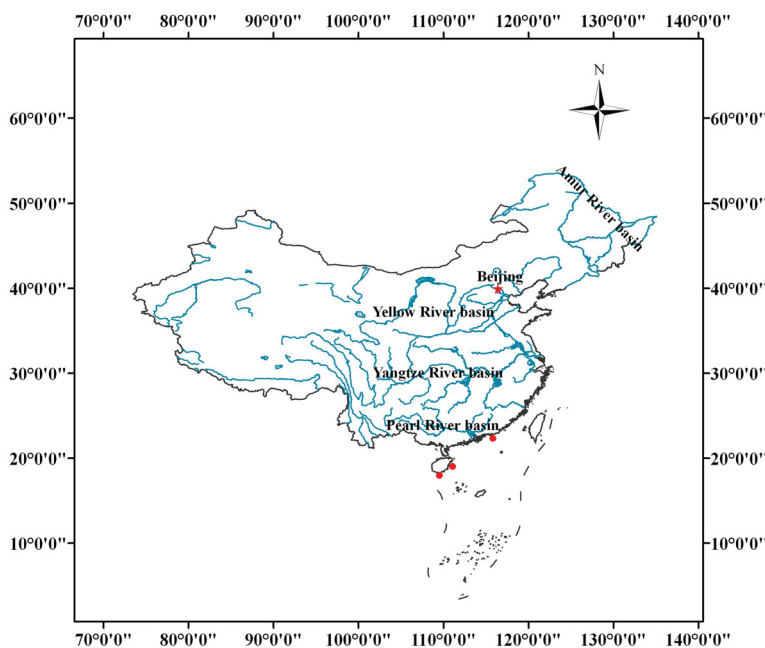 70°0'0" 80°0'0" 90°0'0" 100°0'0" 110°0'0" 120°0'0" 130°0'0" 140°0'0"
N
60°0'0" 60°0'0"
Amur River basin
50°0'0" 50°0'0"
Beijing
40°0'0" 40°0'0"
Yellow River basin
Yangtze River basin
30°0'0" 30°0'0"
Pearl River basin
20°0'0" 20°0'0"
10°0'0" 10°0'0"
70°0'0" 80°0'0" 90°0'0" 100°0'0" 110°0'0" 120°0'0" 130°0'0" 140°0'0"